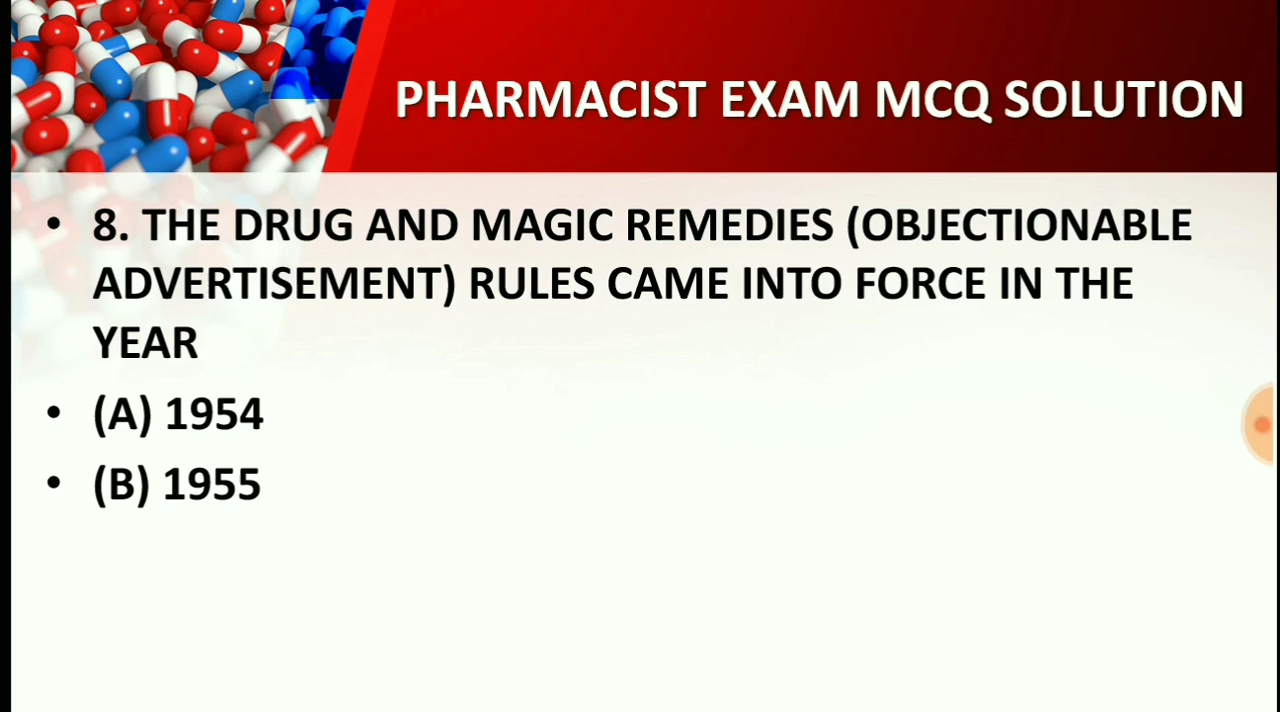 PHARMACIST EXAM MCQ SOLUTION
• 8. THE DRUG AND MAGIC REMEDIES (OBJECTIONABLE
ADVERTISEMENT) RULES CAME INTO FORCE IN THE
YEAR
• (A) 1954
• (B) 1955